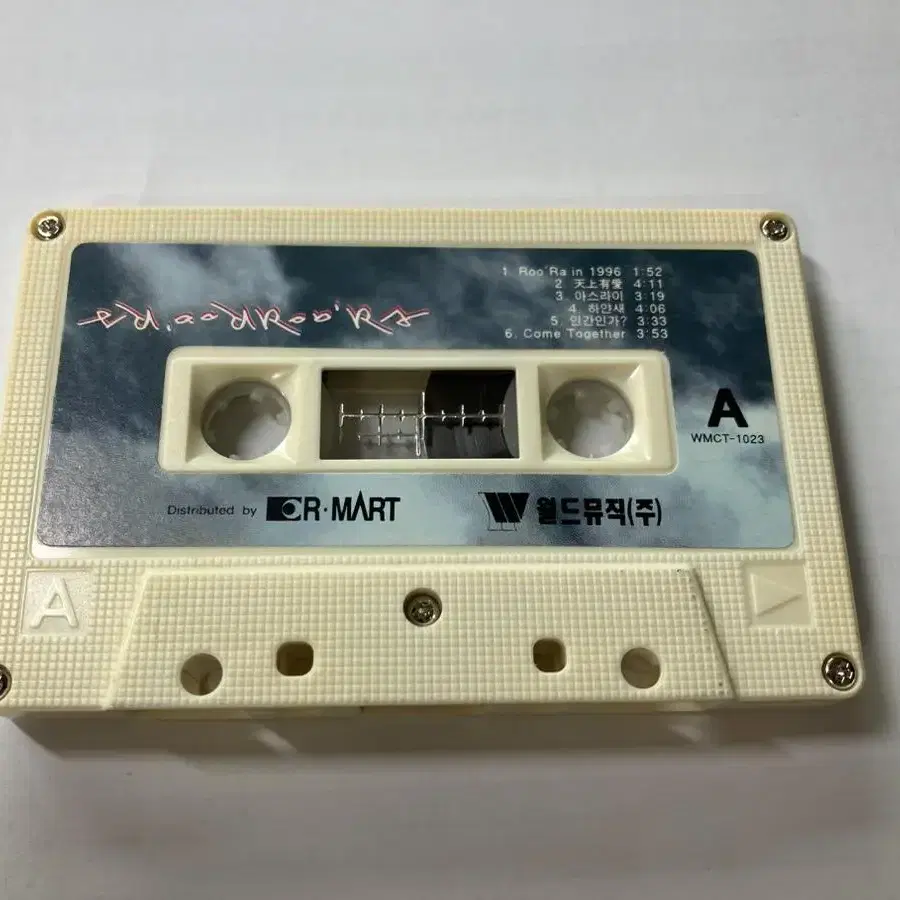 1. Roo'Ra in 1996 1:52
2. 天上有愛 4:11
3. 아스라이 3:19
4. 하얀새 4:06
5. 인간인가? 3:33
6. Come Together 3:53
Roo'Ra
A
WMCT-1023
Distributed by CR·MART
W 월드뮤직(주)
A